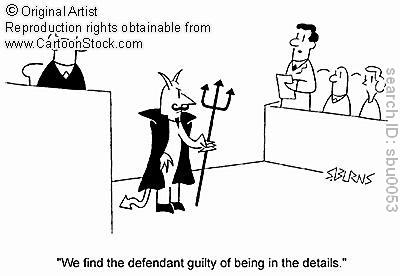 © Original Artist
Reproduction rights obtainable from
www.CartoonStock.com
search ID: sbu0053
S.BURNS
"We find the defendant guilty of being in the details."